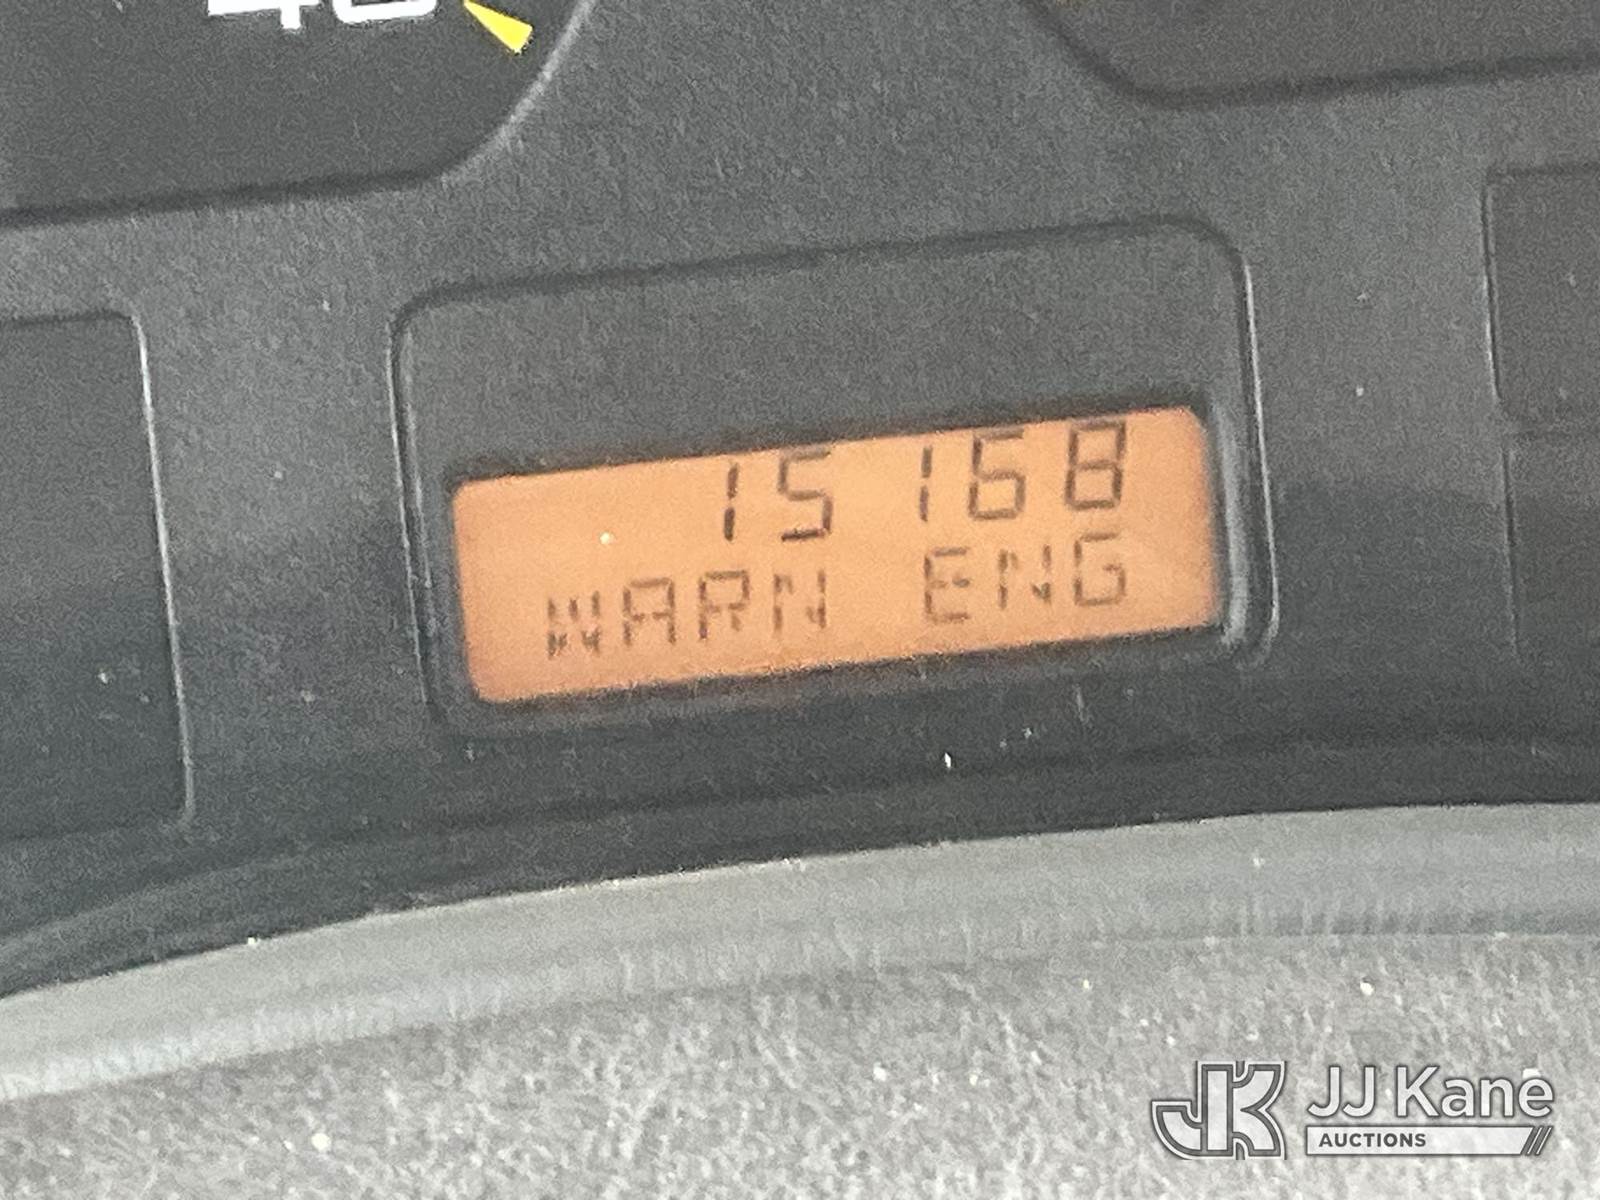 15168
WARN ENG
JJ Kane
AUCTIONS